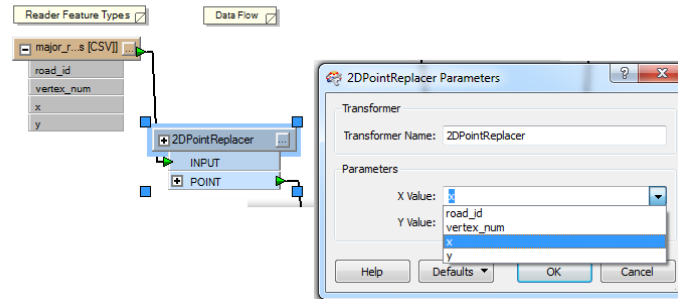 Reader Feature Types
Data Flow
major_r...s [CSV]] ...
road_id
vertex_num
x
y
2DPointReplacer ...
INPUT
POINT
2DPointReplacer Parameters
Transformer
Transformer Name: 2DPointReplacer
Parameters
X Value: x
road_id
Y Value: vertex_num
x
y
Help Defaults OK Cancel